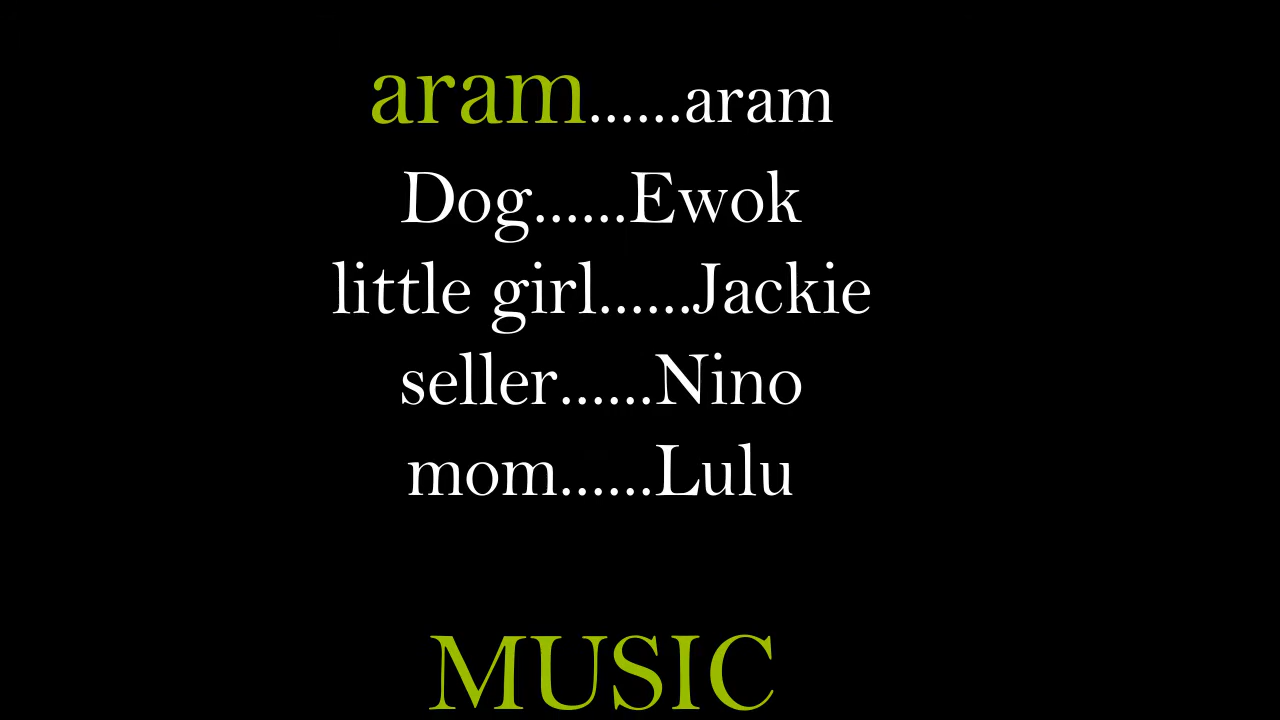 aram......aram
Dog......Ewok
little girl......Jackie
seller......Nino
mom......Lulu
MUSIC